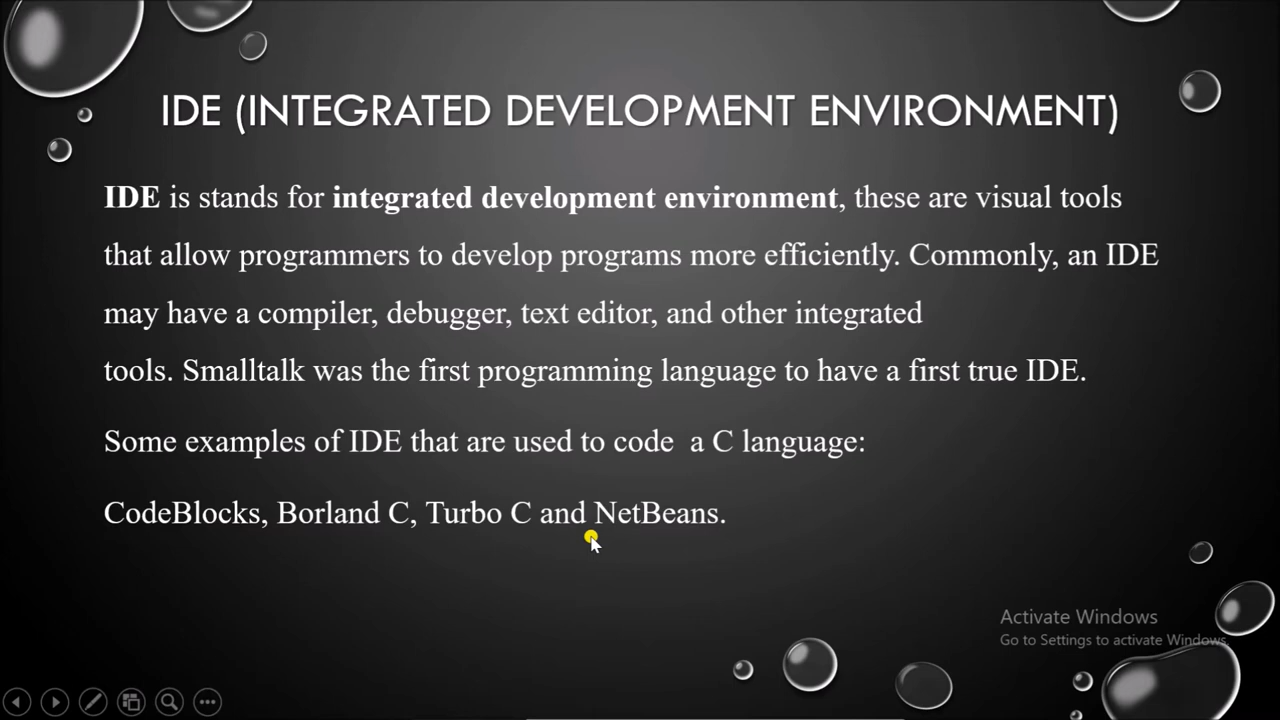 IDE (INTEGRATED DEVELOPMENT ENVIRONMENT)
IDE is stands for integrated development environment, these are visual tools
that allow programmers to develop programs more efficiently. Commonly, an IDE
may have a compiler, debugger, text editor, and other integrated
tools. Smalltalk was the first programming language to have a first true IDE.
Some examples of IDE that are used to code  a C language:
CodeBlocks, Borland C, Turbo C and NetBeans.
Activate Windows
Go to Settings to activate Windows.